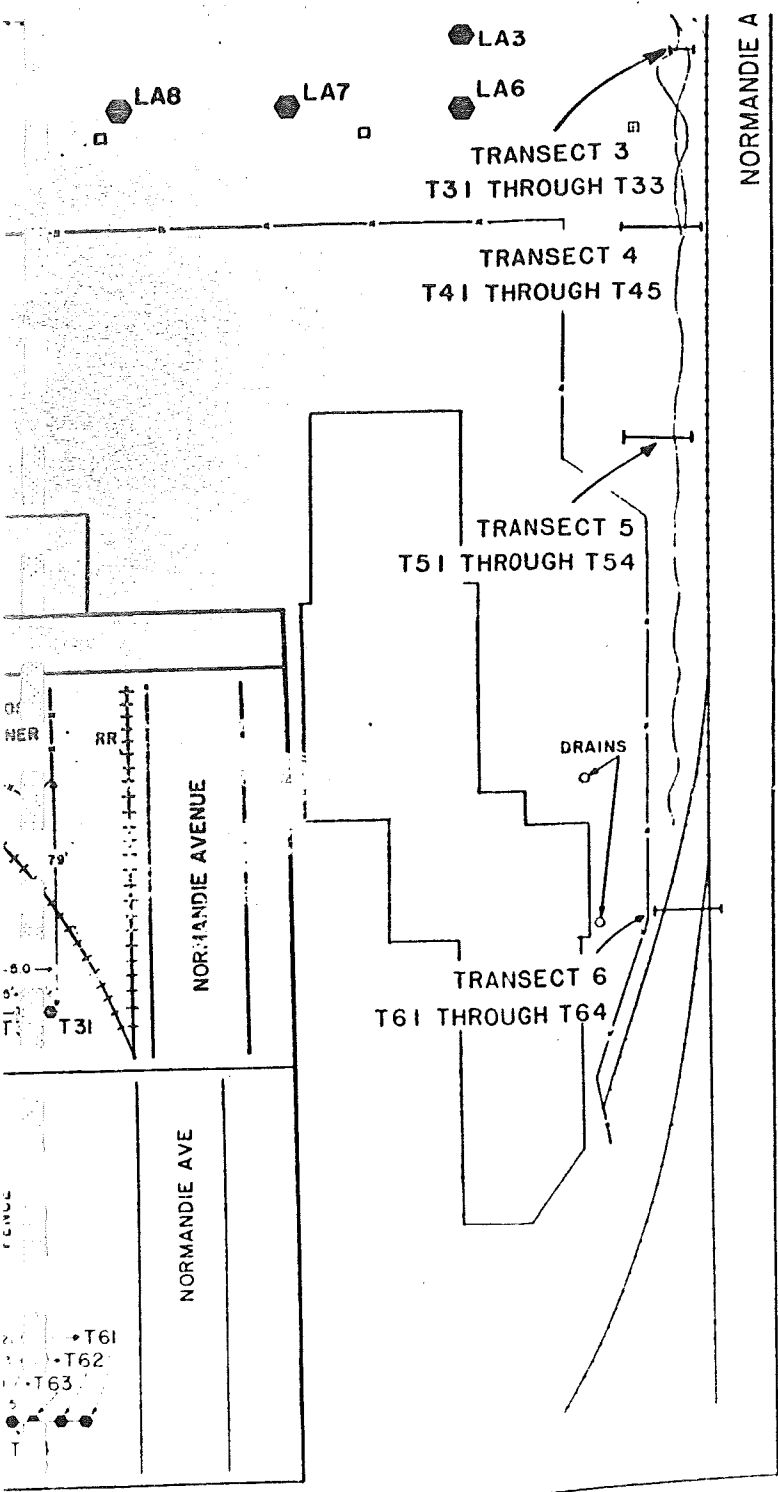 LA3
LA8
LA7
LA6
NORMANDIE A
TRANSECT 3
T31 THROUGH T33
TRANSECT 4
T41 THROUGH T45
TRANSECT 5
T51 THROUGH T54
NER
RR
DRAINS
NORMANDIE AVENUE
79'
T31
TRANSECT 6
T61 THROUGH T64
NORMANDIE AVE
T61
T62
T63
T